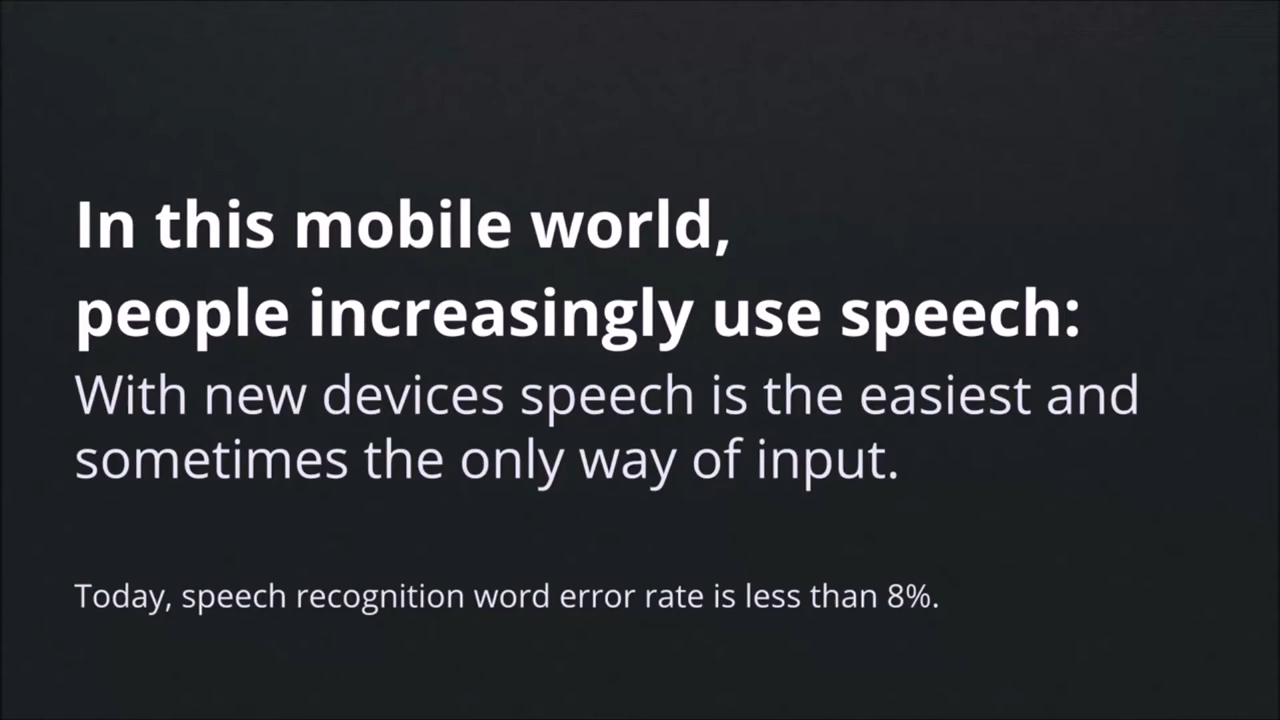 In this mobile world,
people increasingly use speech:
With new devices speech is the easiest and
sometimes the only way of input.
Today, speech recognition word error rate is less than 8%.